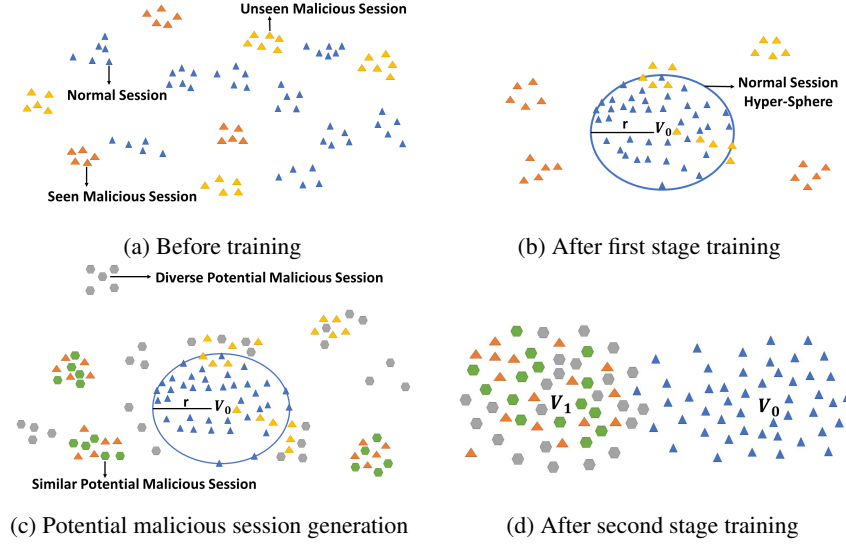 Unseen Malicious Session
Normal Session
Seen Malicious Session
(a) Before training
Normal Session
Hyper-Sphere
r V₀
(b) After first stage training
Diverse Potential Malicious Session
r V₀
Similar Potential Malicious Session
(c) Potential malicious session generation
V₁ V₀
(d) After second stage training